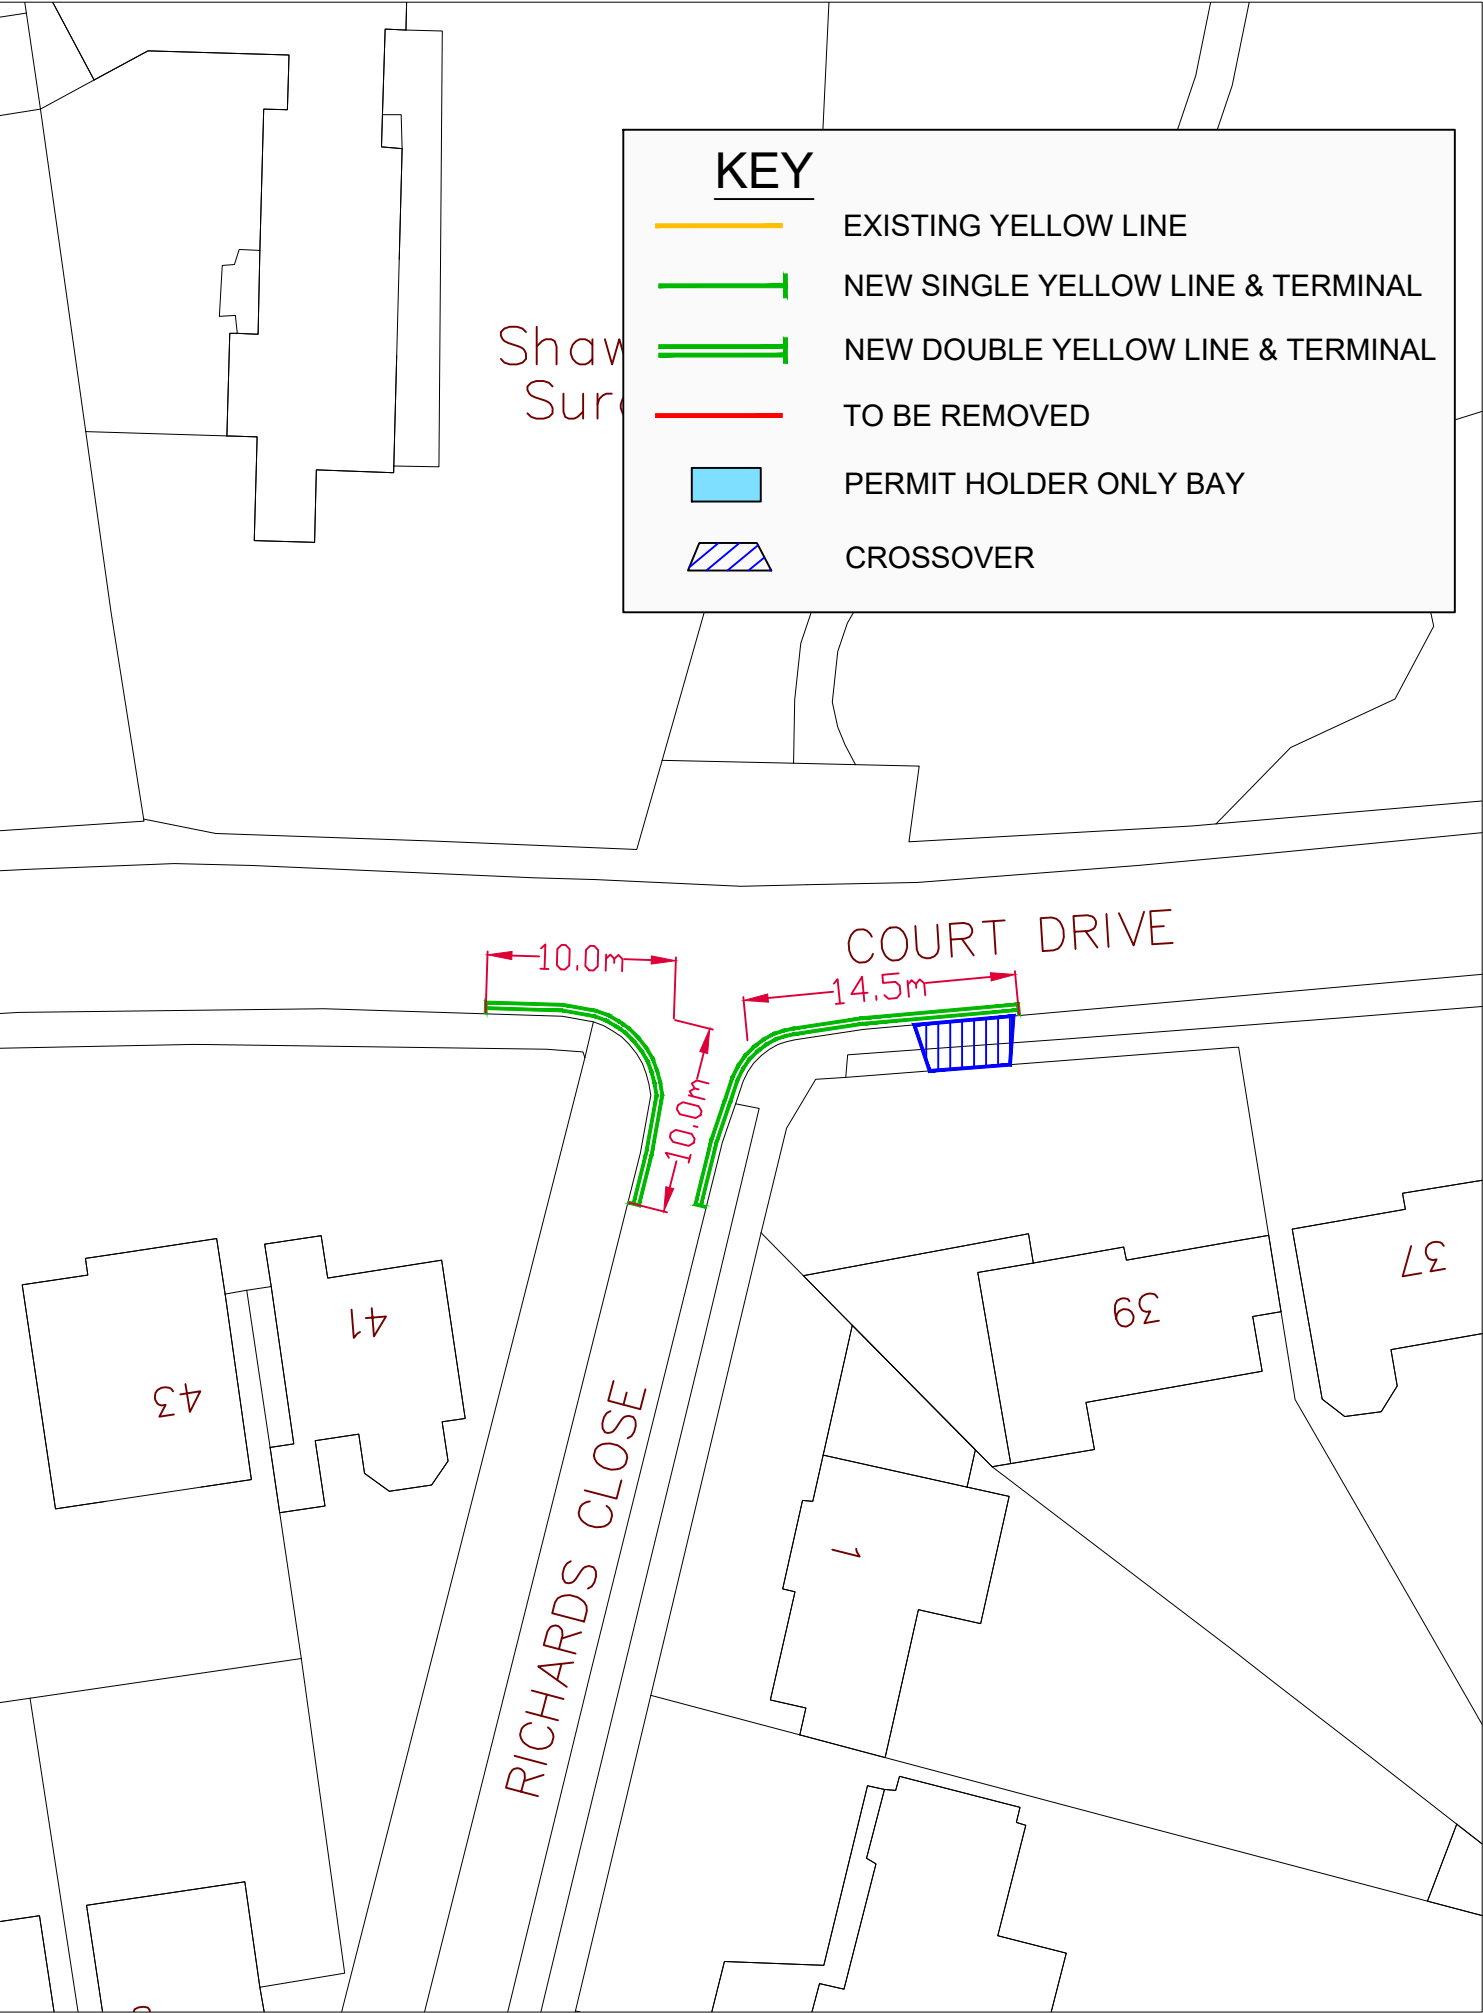 KEY
EXISTING YELLOW LINE
NEW SINGLE YELLOW LINE & TERMINAL
NEW DOUBLE YELLOW LINE & TERMINAL
TO BE REMOVED
PERMIT HOLDER ONLY BAY
CROSSOVER
COURT DRIVE
10.0m
14.5m
10.0m
37
39
41
43
1
RICHARDS CLOSE